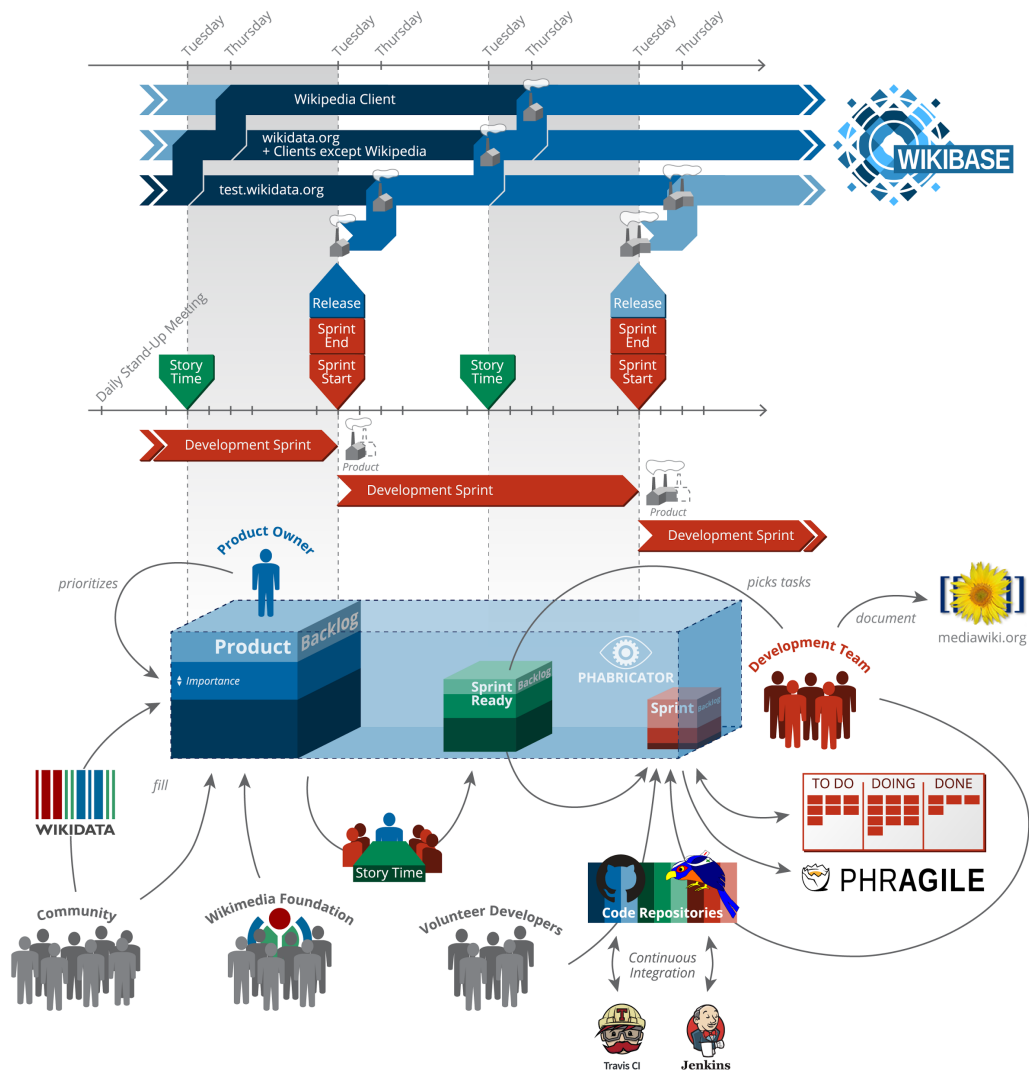 Tuesday
Thursday
Tuesday
Thursday
Tuesday
Thursday
Tuesday
Thursday
Wikipedia Client
wikidata.org
+ Clients except Wikipedia
test.wikidata.org
WIKIBASE
Release
Sprint
End
Sprint
Start
Release
Sprint
End
Sprint
Start
Daily Stand-Up Meeting
Story
Time
Story
Time
Development Sprint
Product
Development Sprint
Product
Development Sprint
Product Owner
prioritizes
picks tasks
document
mediawiki.org
Product Backlog
Importance
Sprint
Ready
Backlog
PHABRICATOR
Sprint Backlog
Development Team
fill
WIKIDATA
TO DO
DOING
DONE
Story Time
PHRAGILE
Community
Wikimedia Foundation
Volunteer Developers
Code Repositories
Continuous
Integration
T
Travis CI
Jenkins